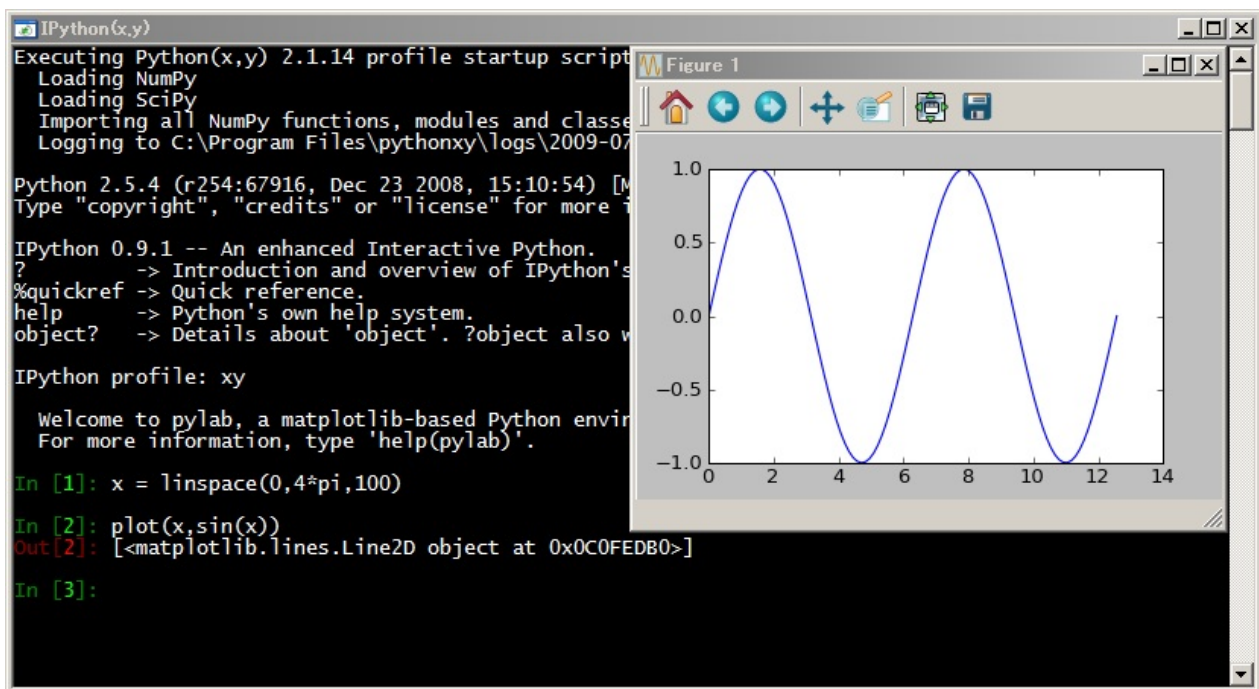 IPython(x,y)
Executing Python(x,y) 2.1.14 profile startup script
Loading NumPy
Loading SciPy
Importing all NumPy functions, modules and classe
Logging to C:\Program Files\pythonxy\logs\2009-07
Python 2.5.4 (r254:67916, Dec 23 2008, 15:10:54) [M
Type "copyright", "credits" or "license" for more i
IPython 0.9.1 -- An enhanced Interactive Python.
? -> Introduction and overview of IPython's
%quickref -> Quick reference.
help -> Python's own help system.
object? -> Details about 'object'. ?object also w
IPython profile: xy
Welcome to pylab, a matplotlib-based Python envir
For more information, type 'help(pylab)'.
In [1]: x = linspace(0,4*pi,100)
In [2]: plot(x,sin(x))
Out[2]: [<matplotlib.lines.Line2D object at 0x0C0FEDB0>]
In [3]:
Figure 1
1.0
0.5
0.0
−0.5
−1.0
0 2 4 6 8 10 12 14